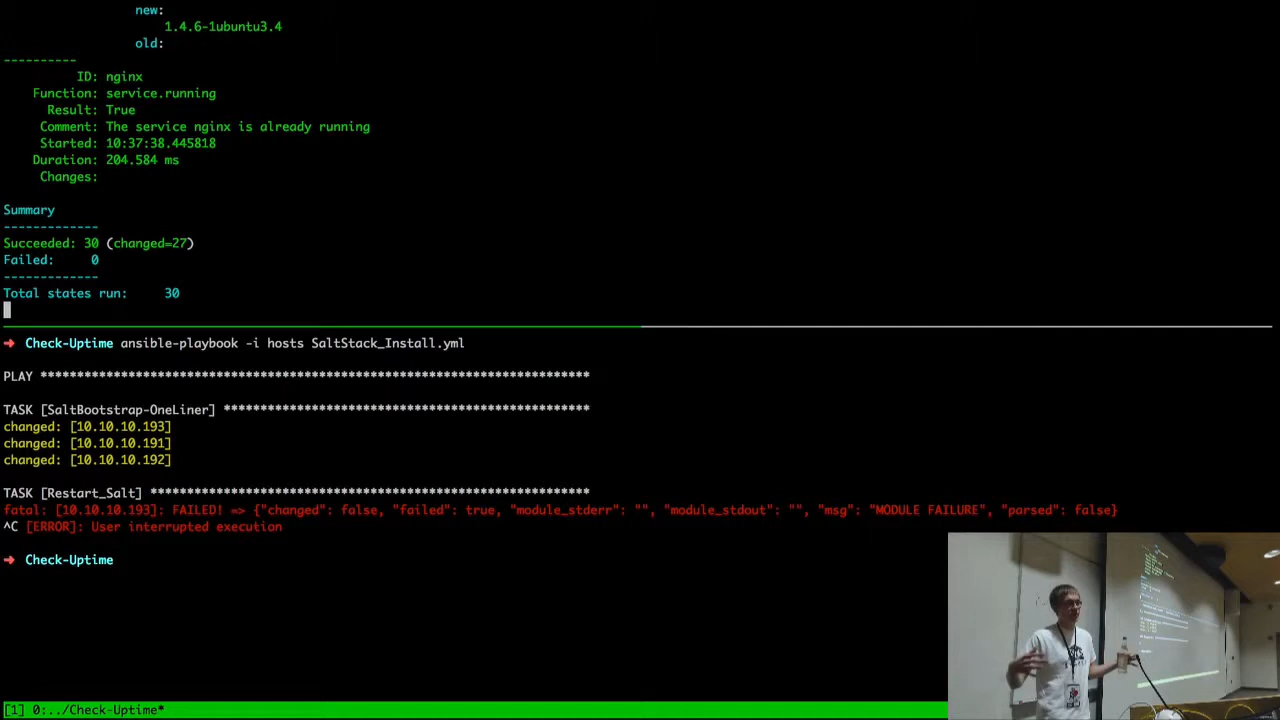 new:
1.4.6-1ubuntu3.4
old:
----------
ID: nginx
Function: service.running
Result: True
Comment: The service nginx is already running
Started: 10:37:38.445818
Duration: 204.584 ms
Changes:
Summary
-------------
Succeeded: 30 (changed=27)
Failed: 0
-------------
Total states run: 30
➜ Check-Uptime ansible-playbook -i hosts SaltStack_Install.yml
PLAY ***************************************************************************
TASK [SaltBootstrap-OneLiner] **************************************************
changed: [10.10.10.193]
changed: [10.10.10.191]
changed: [10.10.10.192]
TASK [Restart_Salt] ************************************************************
fatal: [10.10.10.193]: FAILED! => {"changed": false, "failed": true, "module_stderr": "", "module_stdout": "", "msg": "MODULE FAILURE", "parsed": false}
^C [ERROR]: User interrupted execution
➜ Check-Uptime
[1] 0:../Check-Uptime*